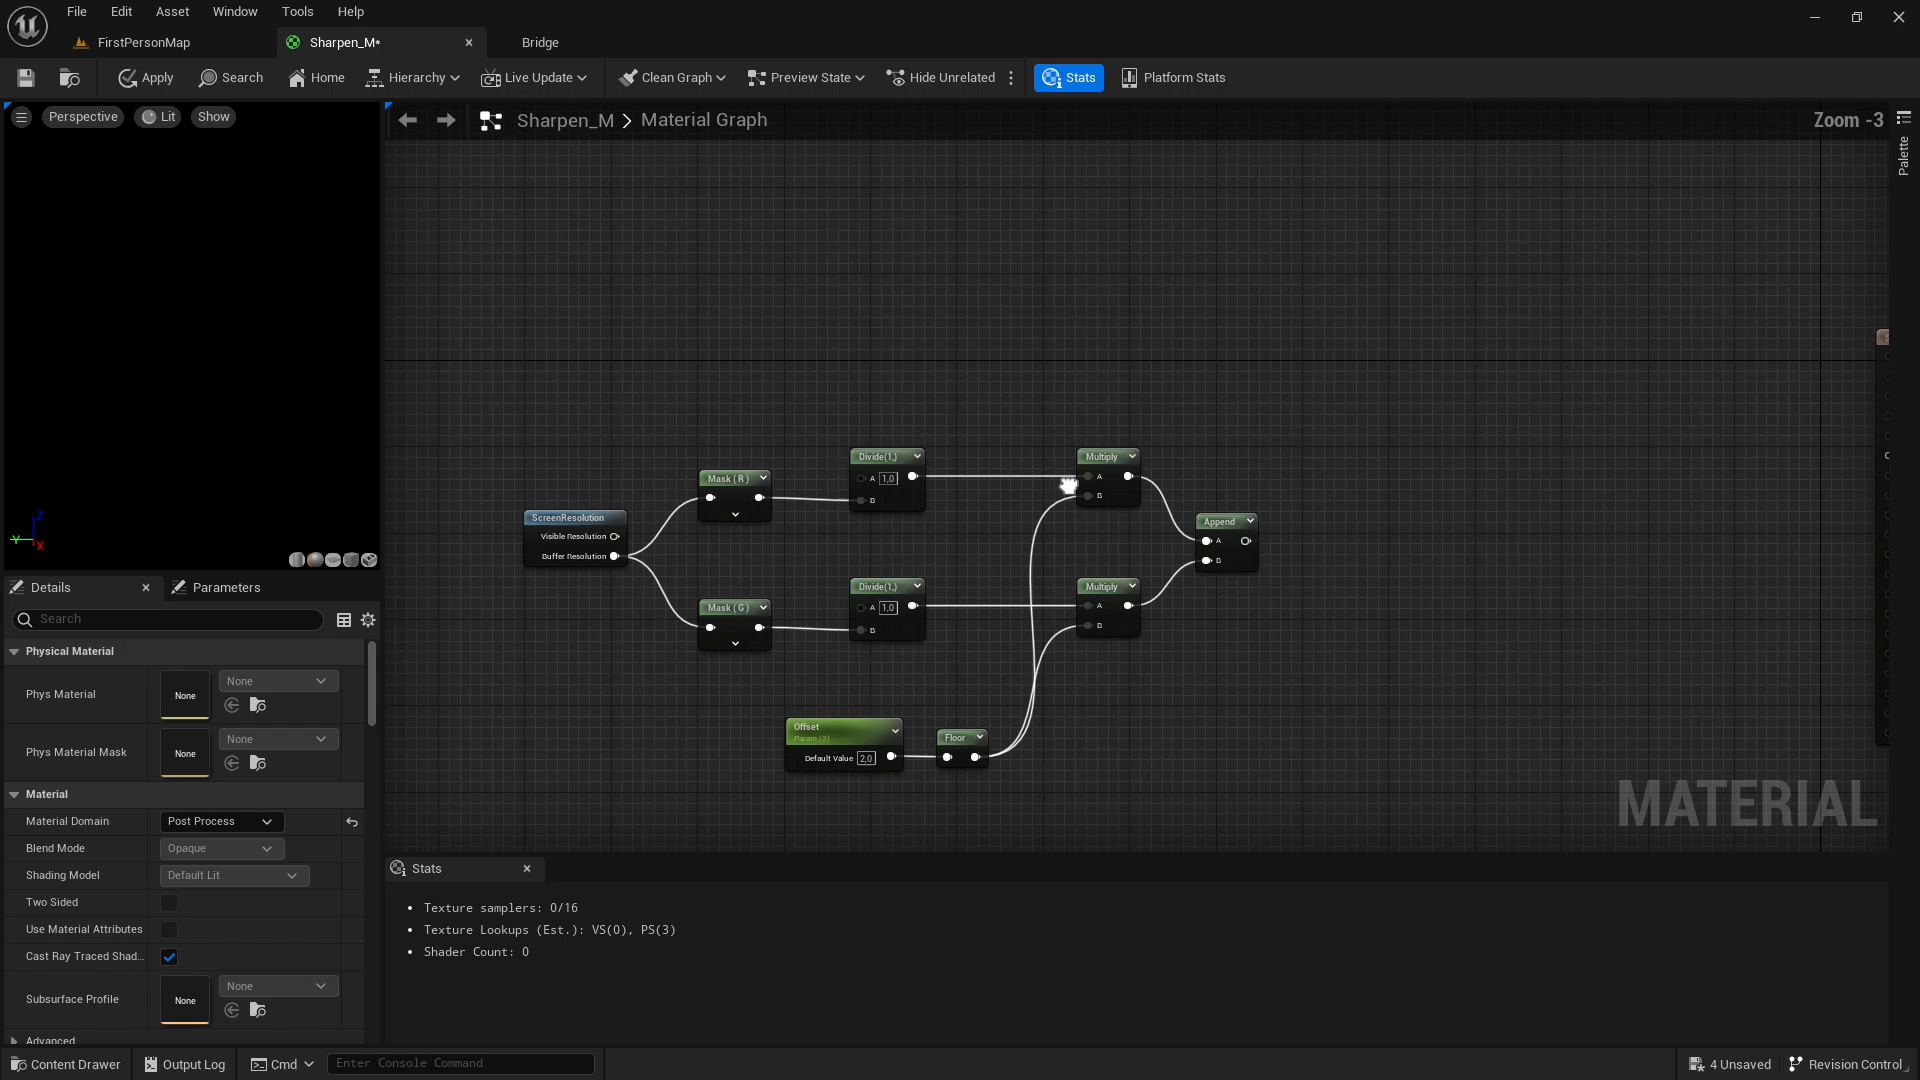 File Edit Asset Window Tools Help
FirstPersonMap Sharpen_M* Bridge
Apply Search Home Hierarchy Live Update Clean Graph Preview State Hide Unrelated Stats Platform Stats
Perspective Lit Show
Sharpen_M > Material Graph
Zoom -3
Palette
Divide(1,)
A 1,0
B
Multiply
A
B
Mask ( R )
ScreenResolution
Visible Resolution
Buffer Resolution
Append
A
B
Divide(1,)
A 1,0
B
Multiply
A
B
Mask ( G )
Offset
Param (2)
Default Value 2,0
Floor
MATERIAL
Z
Y
X
Details Parameters
Search
Physical Material
Phys Material None None
Phys Material Mask None None
Material
Material Domain Post Process
Blend Mode Opaque
Shading Model Default Lit
Two Sided
Use Material Attributes
Cast Ray Traced Shad...
Subsurface Profile None None
Advanced
Stats
• Texture samplers: 0/16
• Texture Lookups (Est.): VS(0), PS(3)
• Shader Count: 0
Content Drawer Output Log Cmd Enter Console Command 4 Unsaved Revision Control